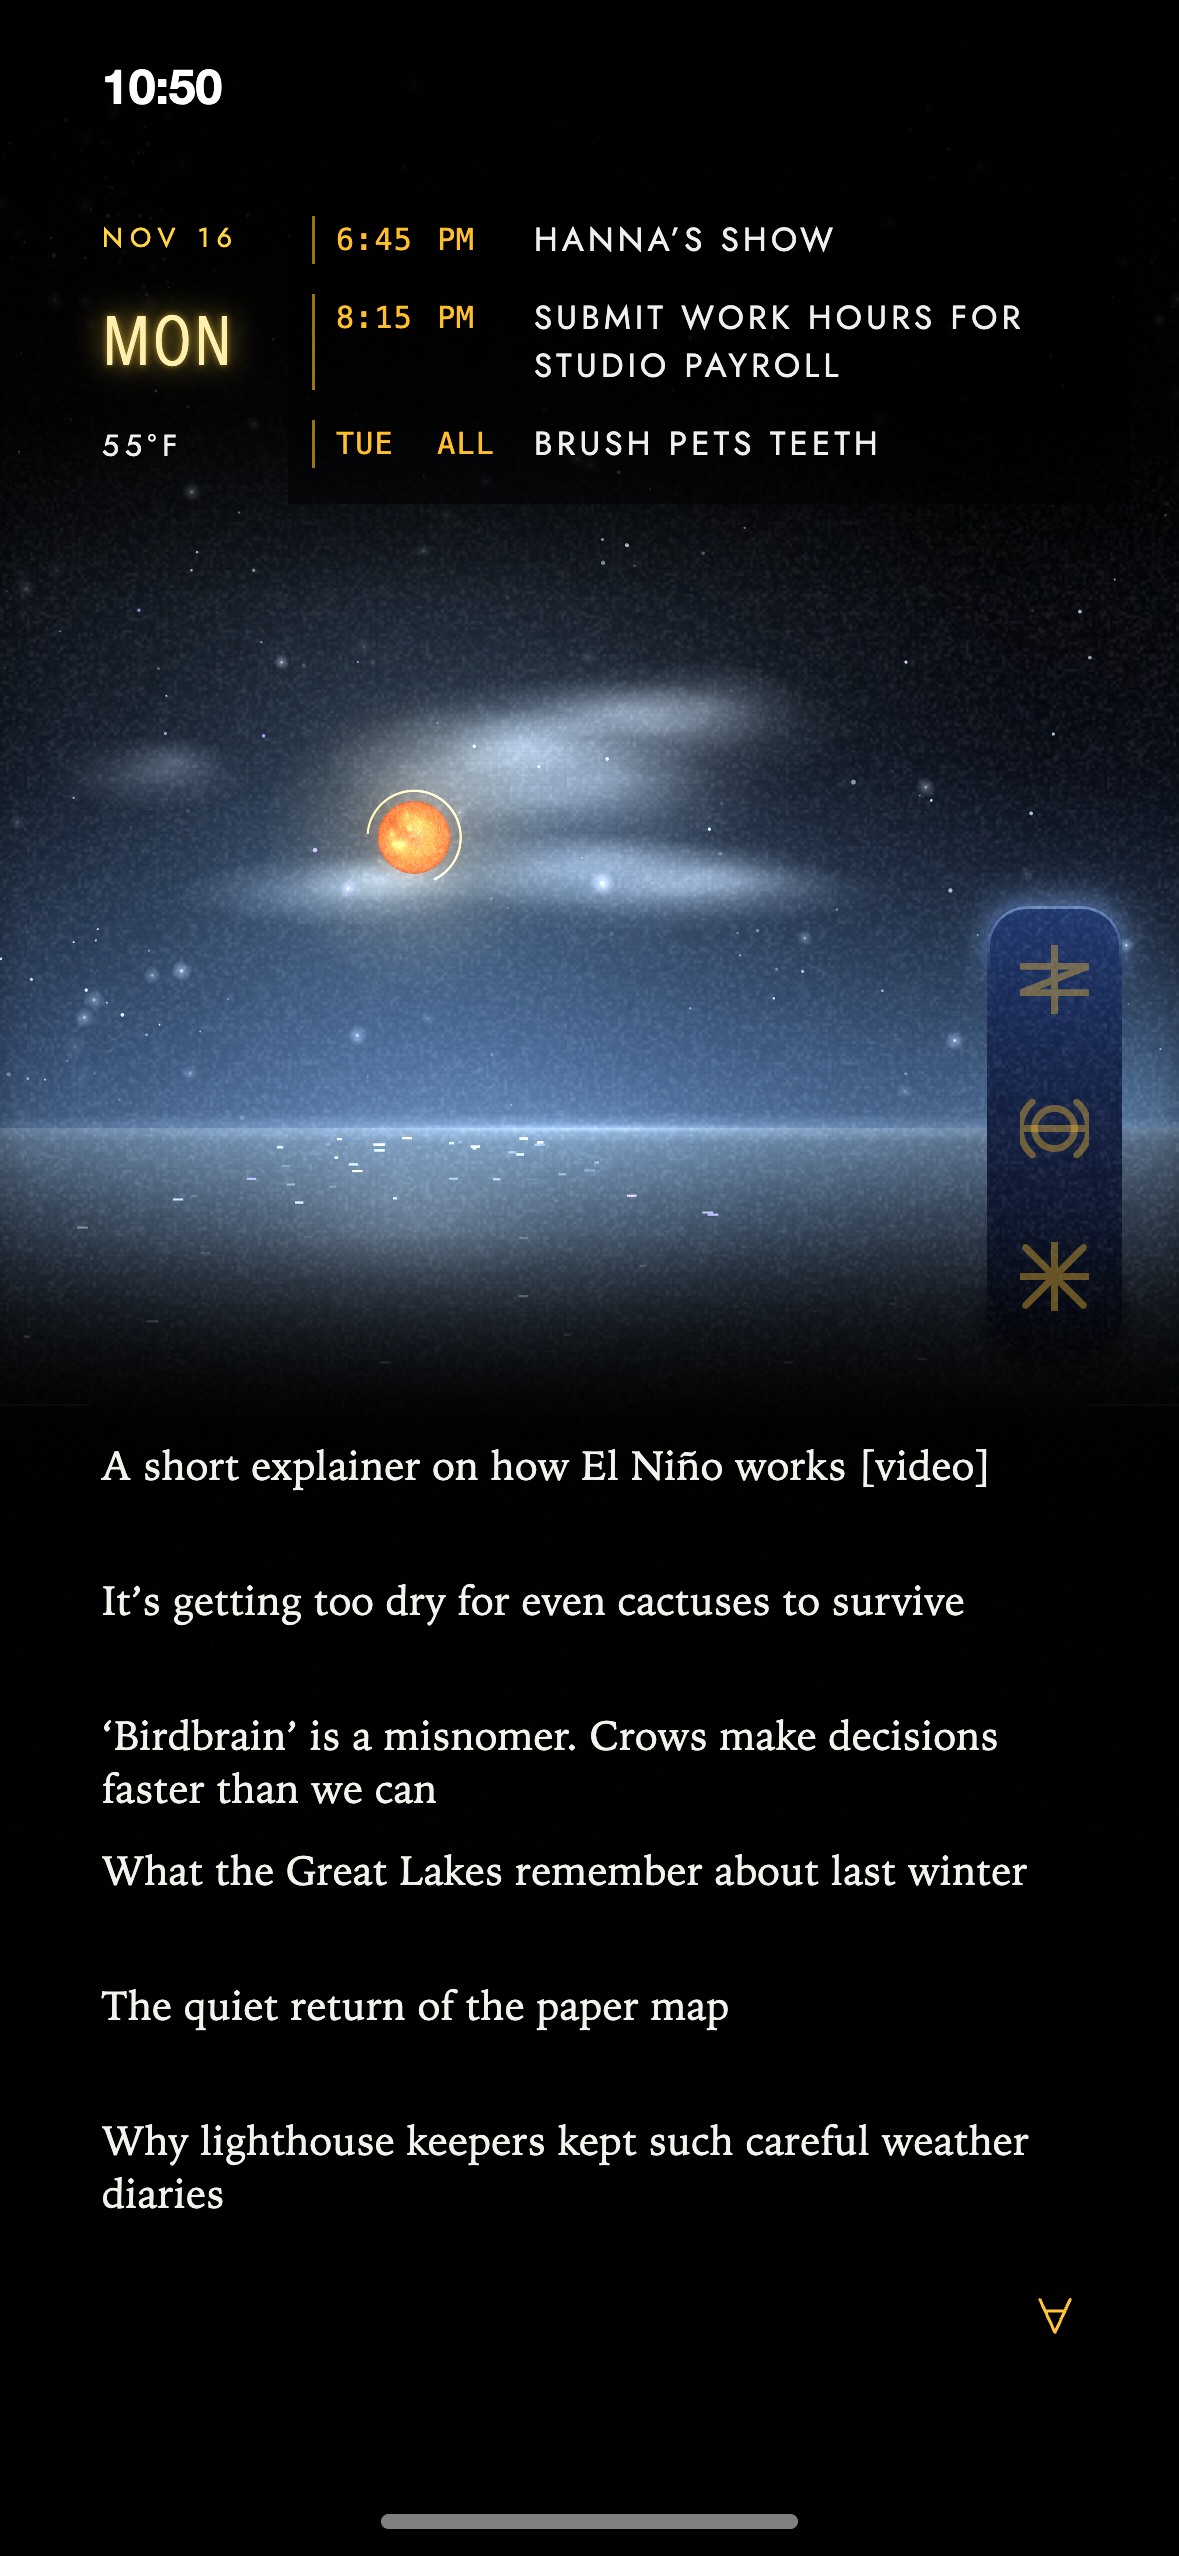 10:50
NOV 16
MON
55°F
6:45 PM HANNA’S SHOW
8:15 PM SUBMIT WORK HOURS FOR
STUDIO PAYROLL
TUE ALL BRUSH PETS TEETH
A short explainer on how El Niño works [video]
It’s getting too dry for even cactuses to survive
‘Birdbrain’ is a misnomer. Crows make decisions
faster than we can
What the Great Lakes remember about last winter
The quiet return of the paper map
Why lighthouse keepers kept such careful weather
diaries